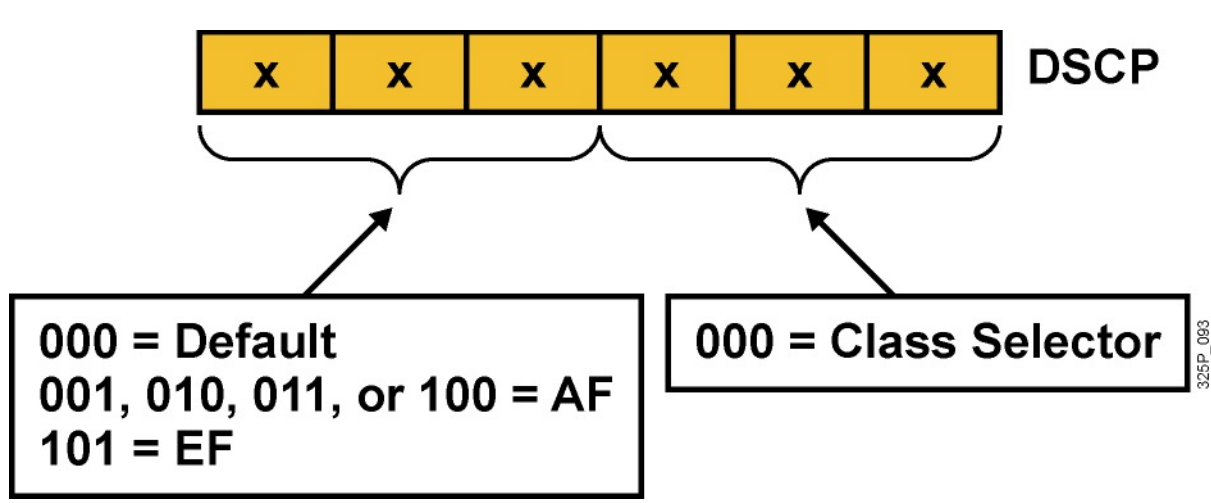 x x x x x x DSCP
000 = Default
001, 010, 011, or 100 = AF
101 = EF
000 = Class Selector
325P_093